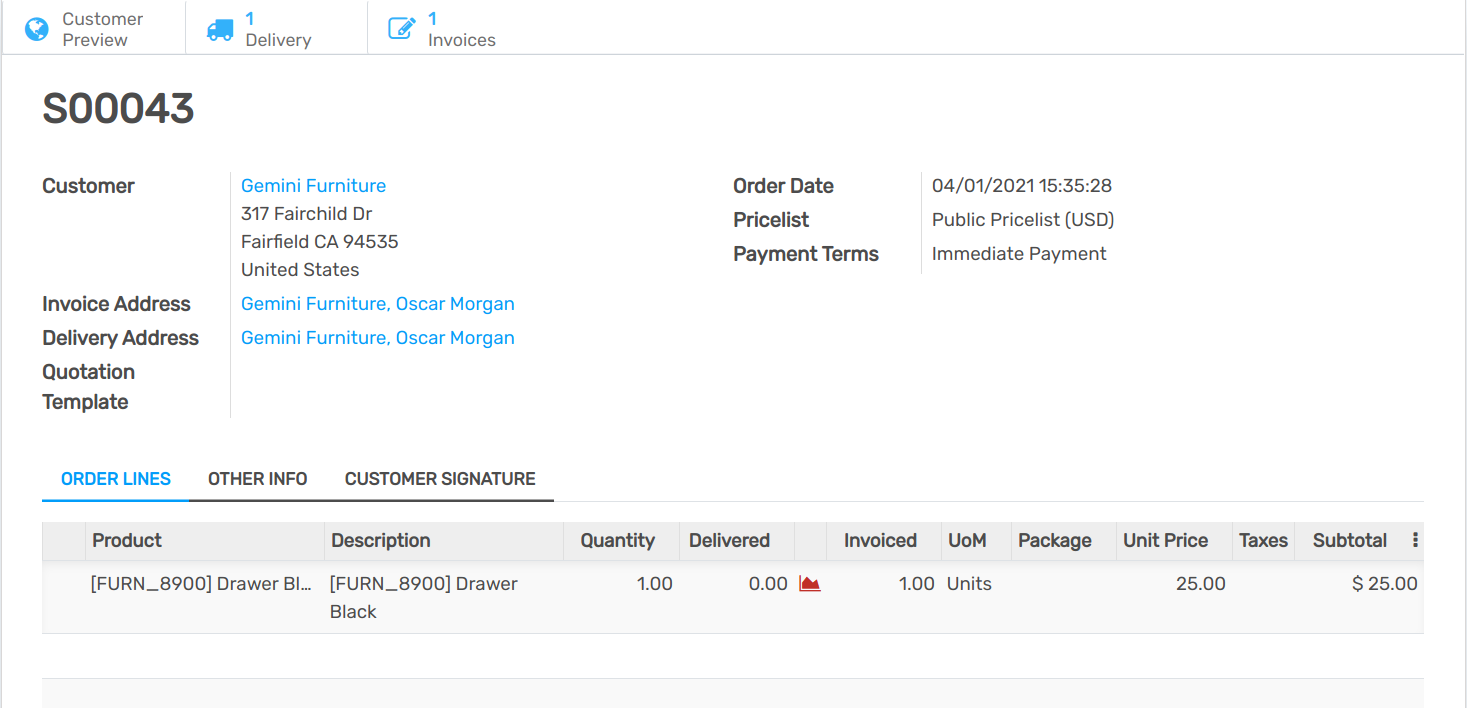 Customer
Preview
1
Delivery
1
Invoices
S00043
Customer
Gemini Furniture
317 Fairchild Dr
Fairfield CA 94535
United States
Invoice Address
Gemini Furniture, Oscar Morgan
Delivery Address
Gemini Furniture, Oscar Morgan
Quotation
Template
Order Date
04/01/2021 15:35:28
Pricelist
Public Pricelist (USD)
Payment Terms
Immediate Payment
ORDER LINES OTHER INFO CUSTOMER SIGNATURE
Product Description Quantity Delivered Invoiced UoM Package Unit Price Taxes Subtotal
[FURN_8900] Drawer Bl... [FURN_8900] Drawer 1.00 0.00 1.00 Units 25.00 $ 25.00
Black